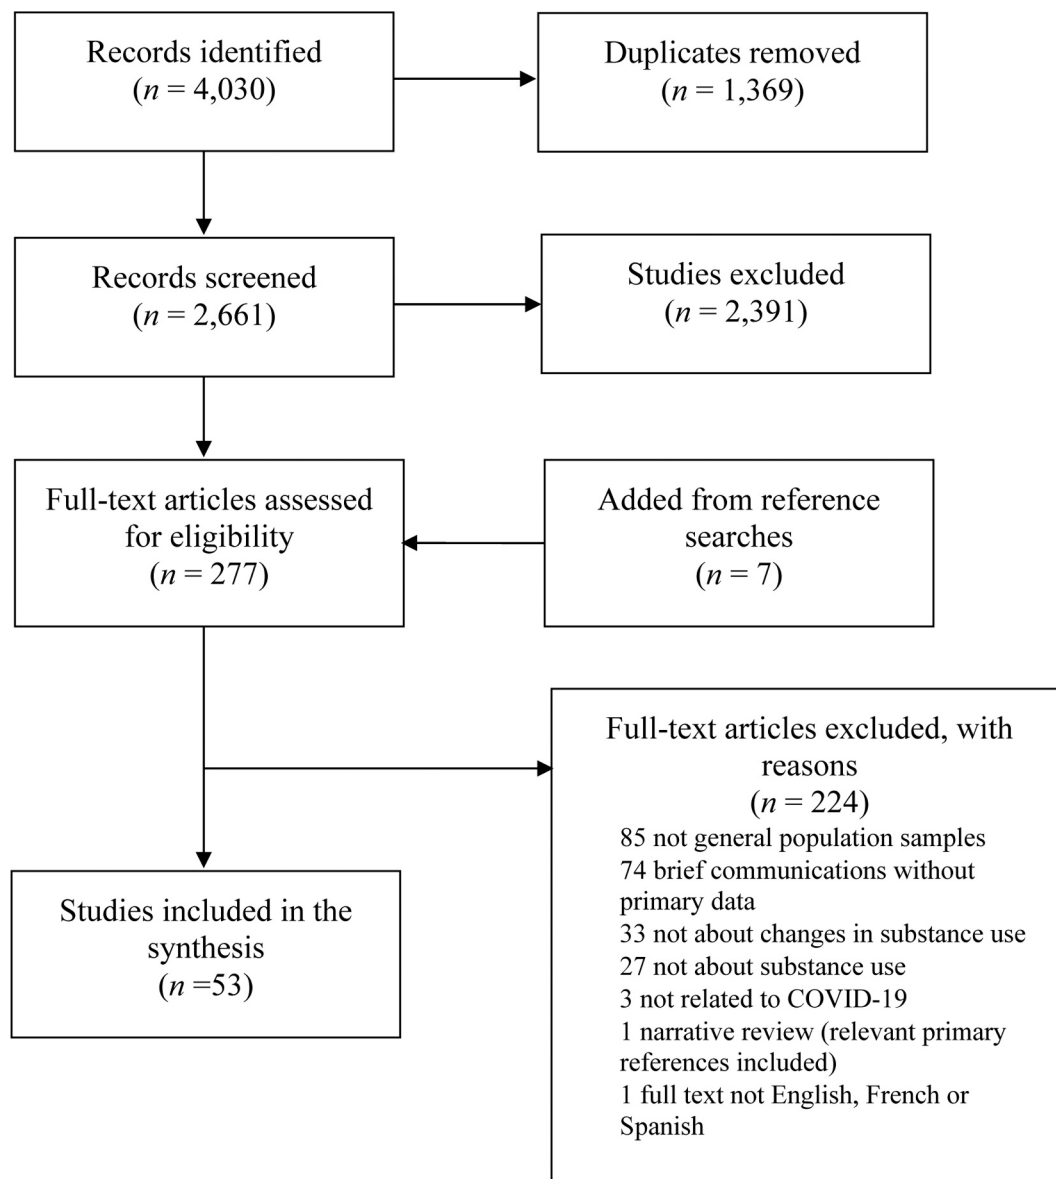 Records identified
(n = 4,030)
Duplicates removed
(n = 1,369)
Records screened
(n = 2,661)
Studies excluded
(n = 2,391)
Full-text articles assessed
for eligibility
(n = 277)
Added from reference
searches
(n = 7)
Full-text articles excluded, with
reasons
(n = 224)
85 not general population samples
74 brief communications without
primary data
33 not about changes in substance use
27 not about substance use
3 not related to COVID-19
1 narrative review (relevant primary
references included)
1 full text not English, French or
Spanish
Studies included in the
synthesis
(n =53)